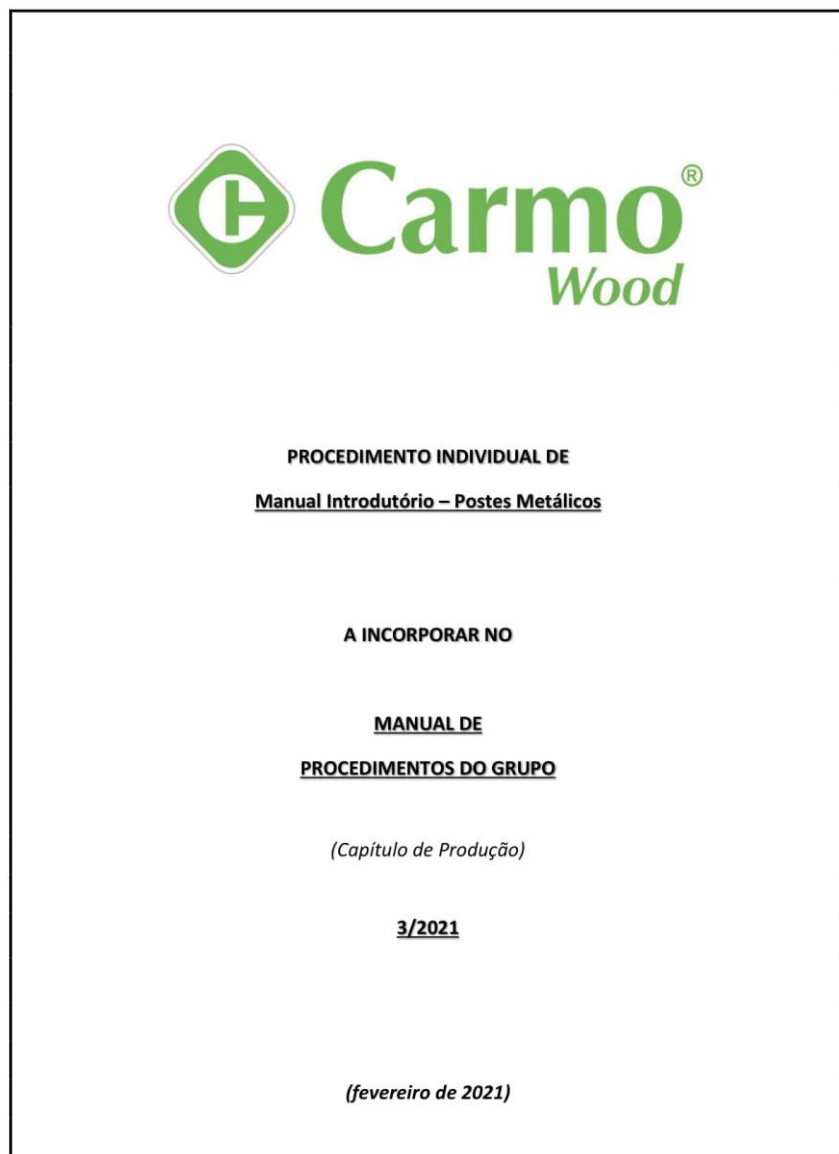 Carmo®
Wood
PROCEDIMENTO INDIVIDUAL DE
Manual Introdutório – Postes Metálicos
A INCORPORAR NO
MANUAL DE
PROCEDIMENTOS DO GRUPO
(Capítulo de Produção)
3/2021
(fevereiro de 2021)